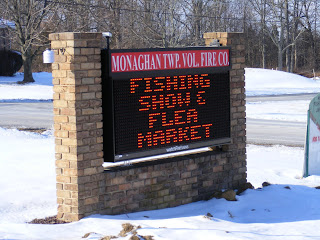 MONAGHAN TWP. VOL. FIRE CO.
FISHING
SHOW &
FLEA
MARKET